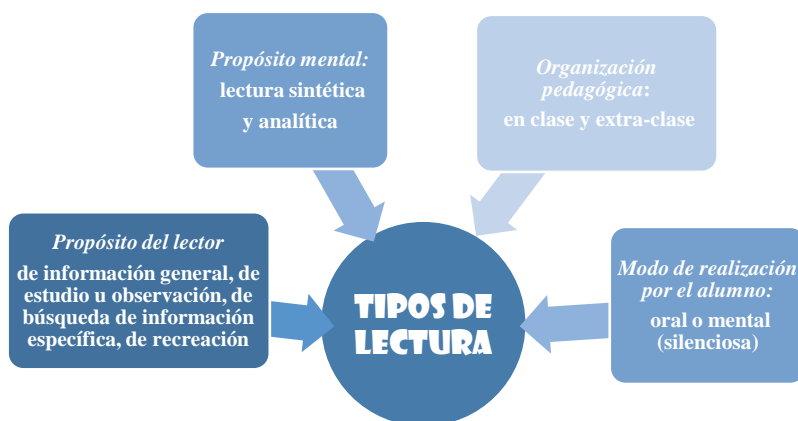 Propósito mental:
lectura sintética
y analítica
Organización
pedagógica:
en clase y extra-clase
Propósito del lector
de información general, de
estudio u observación, de
búsqueda de información
específica, de recreación
TIPOS DE
LECTURA
Modo de realización
por el alumno:
oral o mental
(silenciosa)